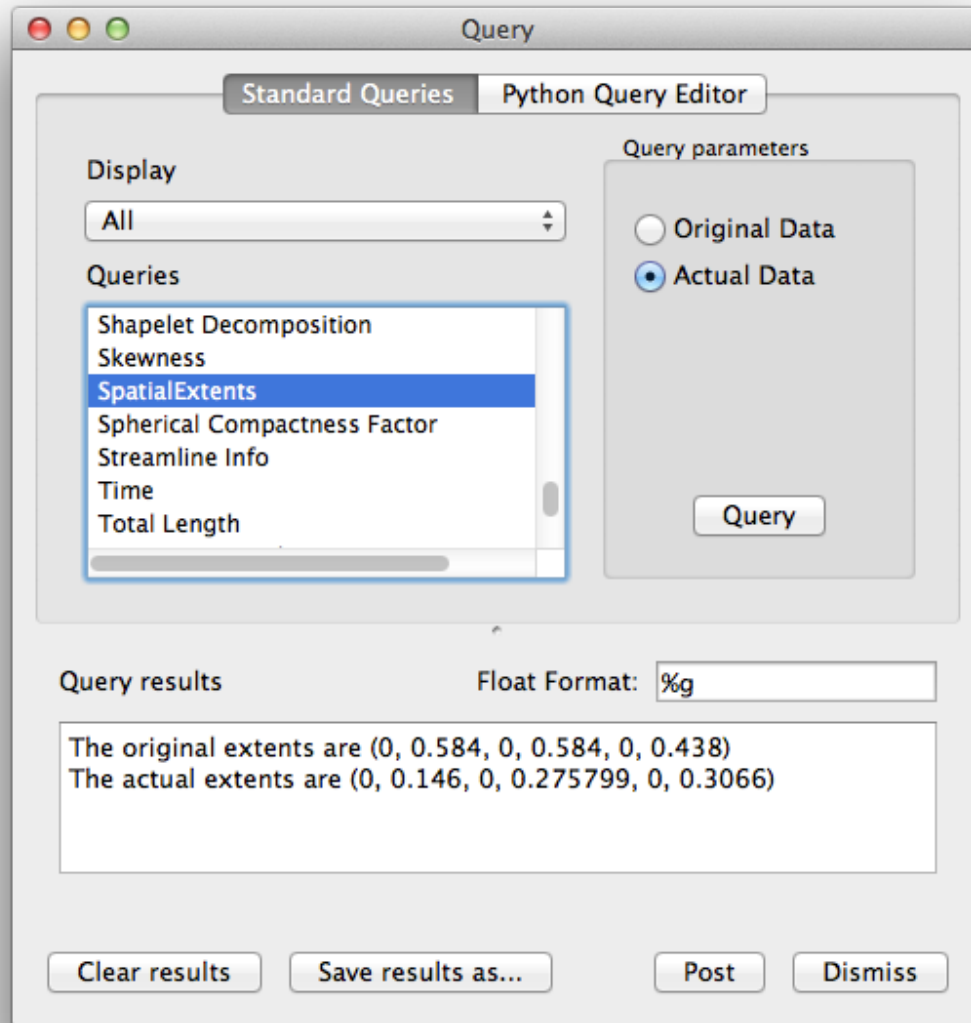 Query
Standard Queries
Python Query Editor
Display
All
Queries
Shapelet Decomposition
Skewness
SpatialExtents
Spherical Compactness Factor
Streamline Info
Time
Total Length
Query parameters
Original Data
Actual Data
Query
Query results
Float Format: %g
The original extents are (0, 0.584, 0, 0.584, 0, 0.438)
The actual extents are (0, 0.146, 0, 0.275799, 0, 0.3066)
Clear results
Save results as...
Post
Dismiss